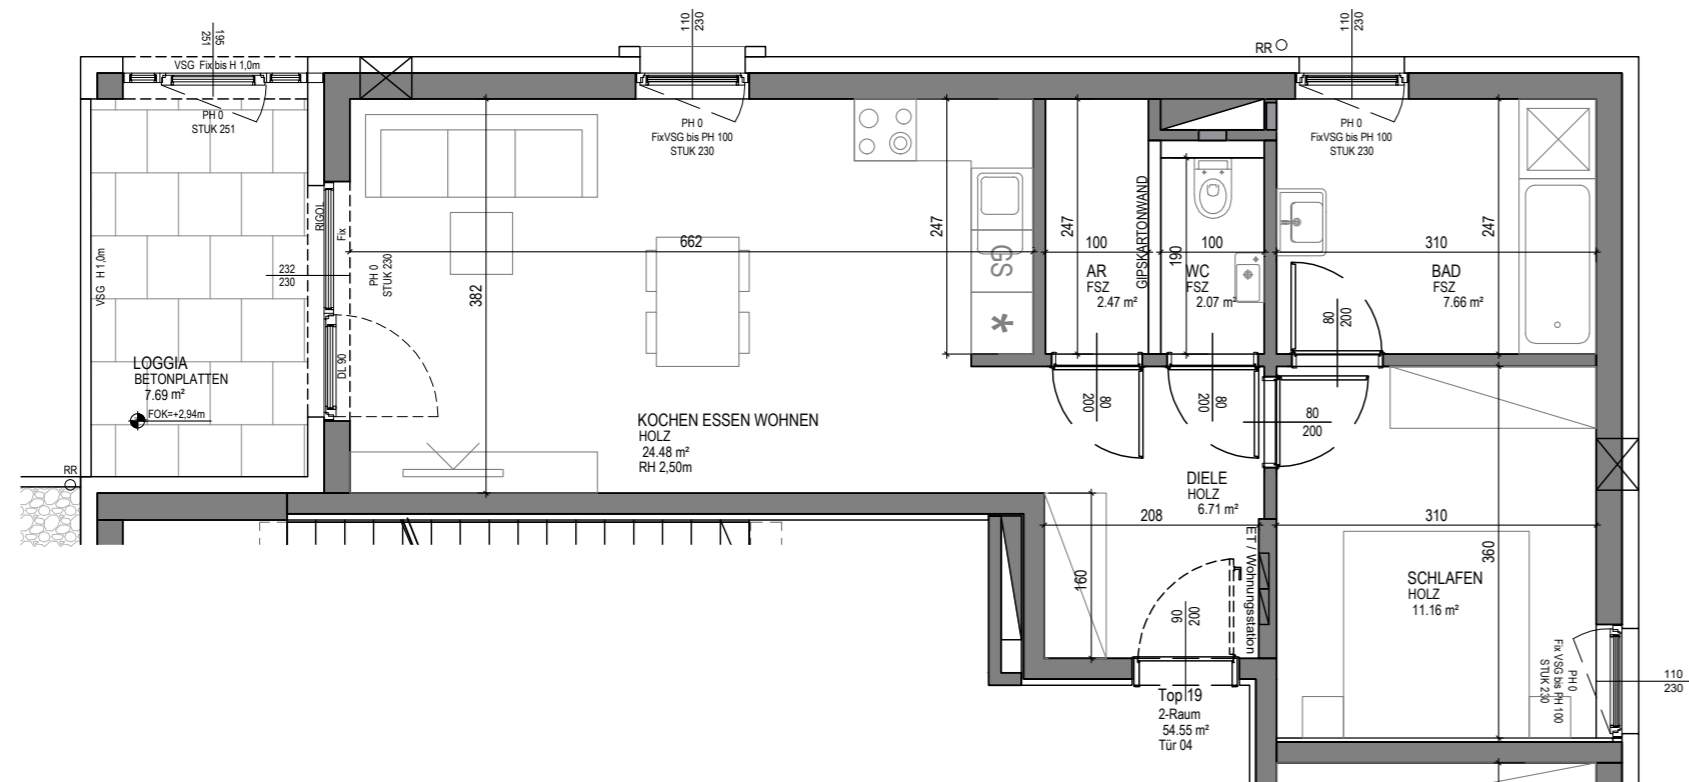 195
251
VSG Fix bis H 1,0m
PH 0
STUK 251
110
230
PH 0
FixVSG bis PH 100
STUK 230
RR
110
230
PH 0
FixVSG bis PH 100
STUK 230
RIGOL
Fix
VSG H 1.0m
232
230
PH 0
STUK 230
DL 90
662
382
247
GS
*
247
100
AR
FSZ
2.47 m²
GIPSKARTONWAND
190
100
WC
FSZ
2.07 m²
310
247
BAD
FSZ
7.66 m²
80
200
LOGGIA
BETONPLATTEN
7.69 m²
FOK=+2,94m
RR
KOCHEN ESSEN WOHNEN
HOLZ
24.48 m²
RH 2,50m
80
200
80
200
80
200
DIELE
HOLZ
6.71 m²
208
160
ET / Wohnungsstation
90
200
310
360
SCHLAFEN
HOLZ
11.16 m²
PH 0
Fix VSG bis PH 100
STUK 230
110
230
Top 19
2-Raum
54.55 m²
Tür 04